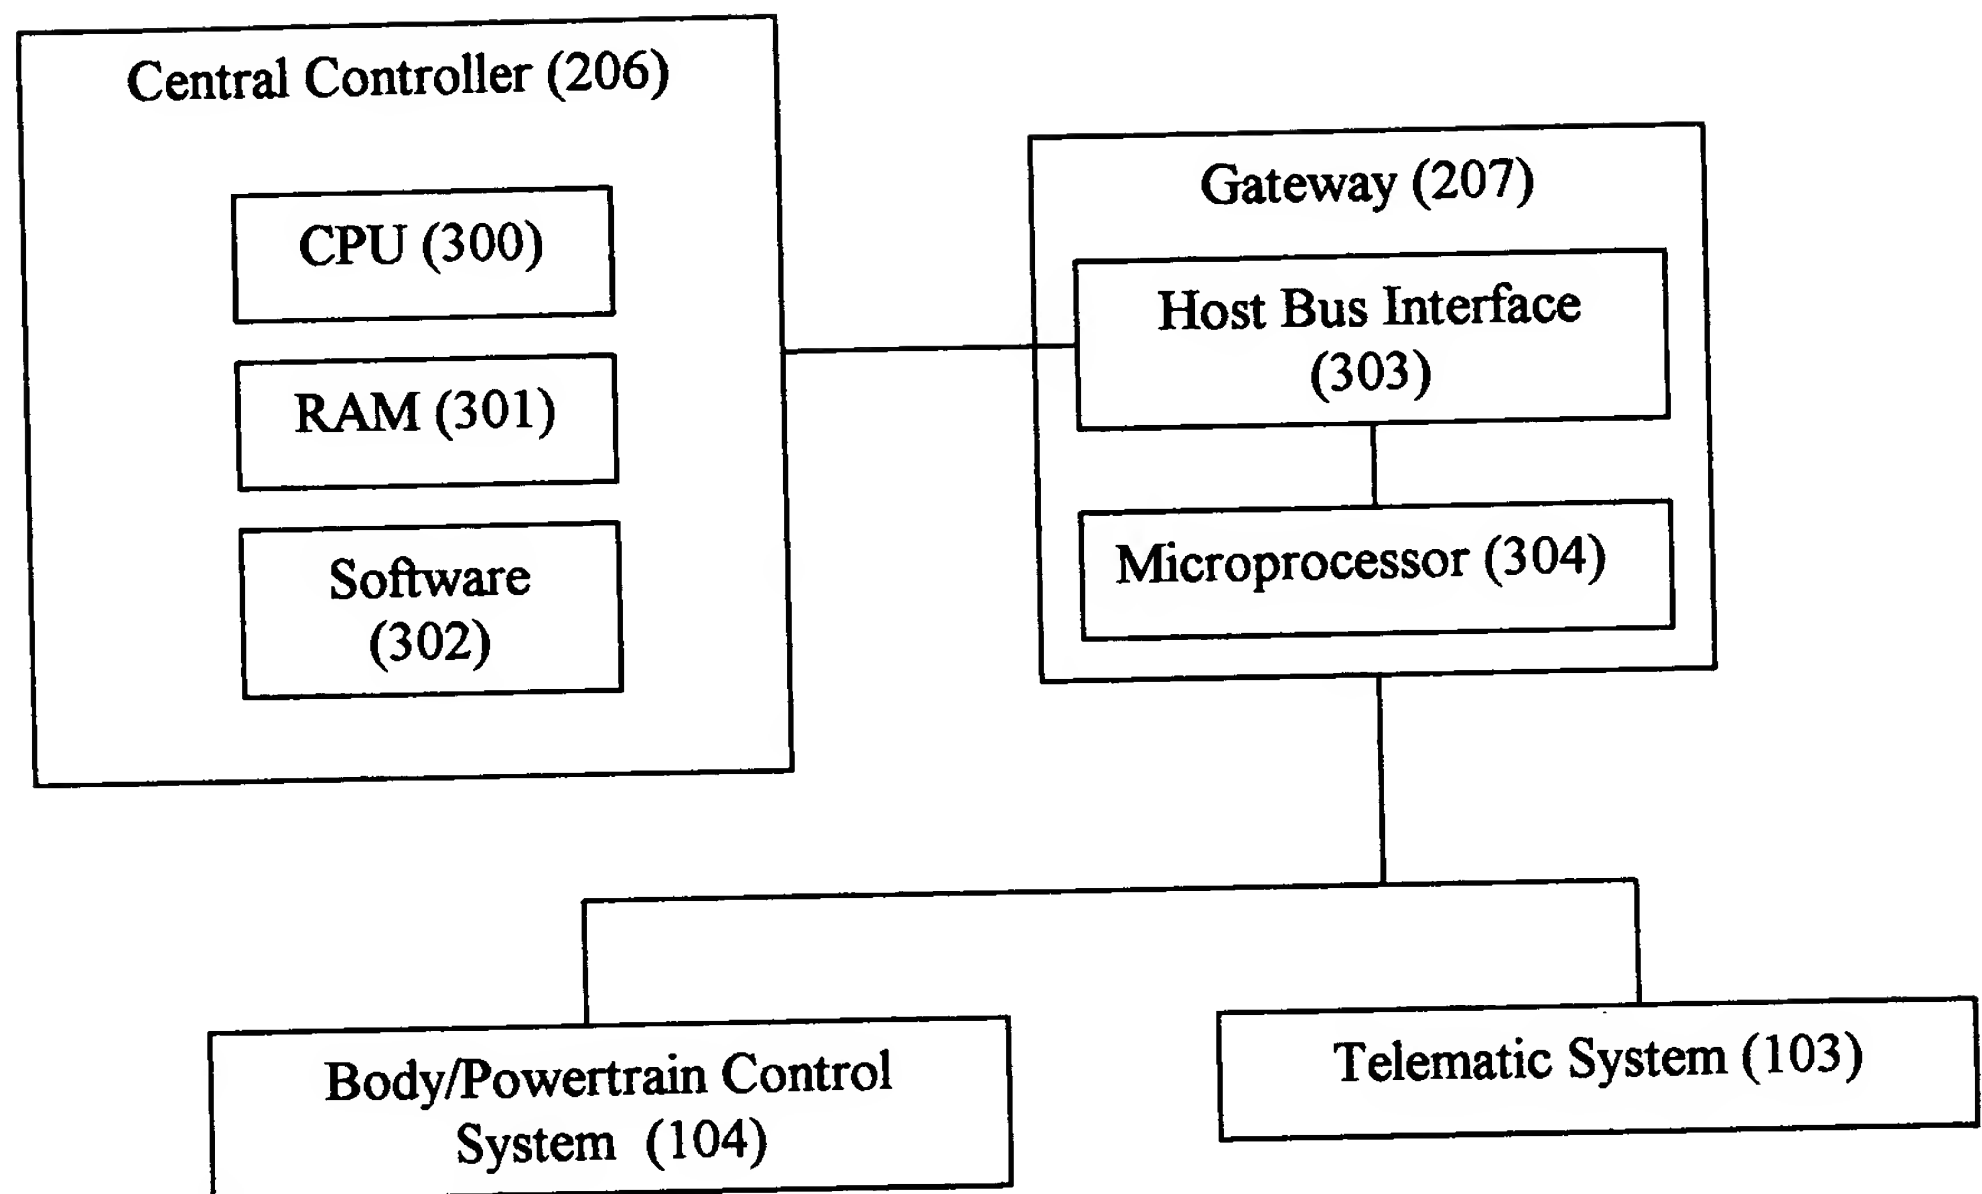 Central Controller (206)
CPU (300)
RAM (301)
Software
(302)
Gateway (207)
Host Bus Interface
(303)
Microprocessor (304)
Body/Powertrain Control
System (104)
Telematic System (103)